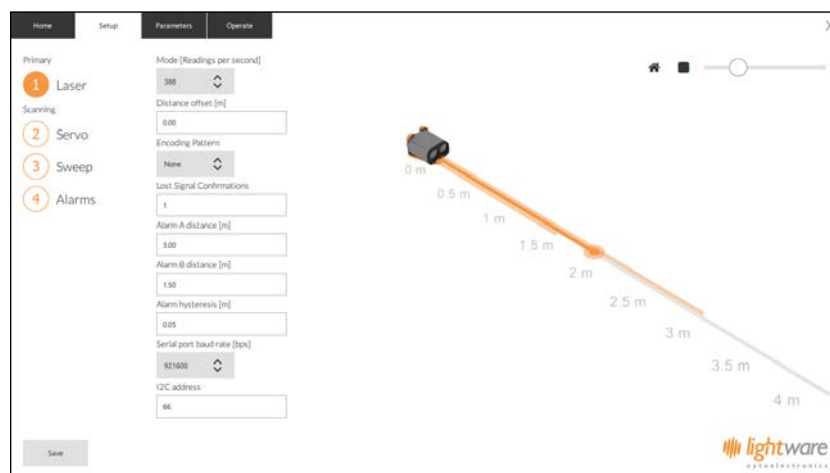 Home Setup Parameters Operate
Primary
1 Laser
Scanning
2 Servo
3 Sweep
4 Alarms
Mode [Readings per second]
388
Distance offset [m]
0.00
Encoding Pattern
None
Lost Signal Confirmations
1
Alarm A distance [m]
3.00
Alarm B distance [m]
1.50
Alarm hysteresis [m]
0.05
Serial port baud rate [bps]
921600
I2C address
66
Save
0 m
0.5 m
1 m
1.5 m
2 m
2.5 m
3 m
3.5 m
4 m
lightware
optoelectronics